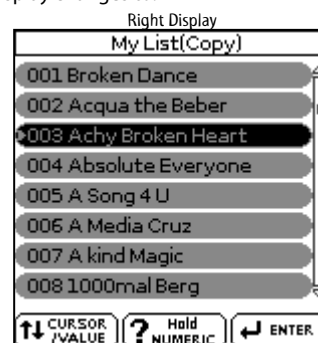 Right Display
My List(Copy)
001 Broken Dance
002 Acqua the Beber
003 Achy Broken Heart
004 Absolute Everyone
005 A Song 4 U
006 A Media Cruz
007 A kind Magic
008 1000mal Berg
CURSOR /VALUE ? Hold NUMERIC ENTER